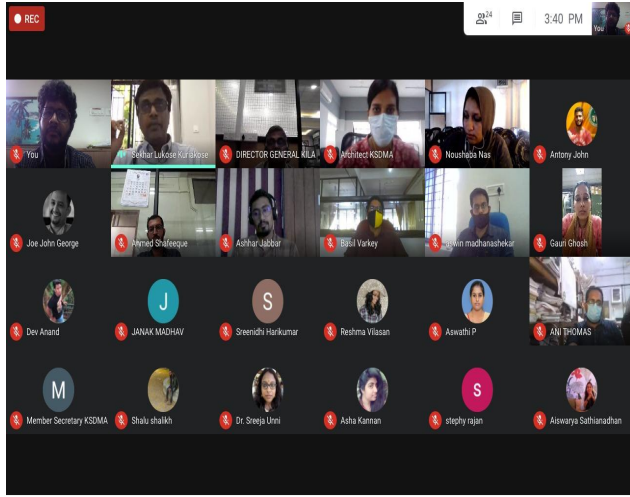 REC
24
3:40 PM
You
You
Sekhar Lukose Kuriakose
DIRECTOR GENERAL KILA
Architect KSDMA
Noushaba Nas
Antony John
Joe John George
Ahmed Shafeeque
Ashhar Jabbar
Basil Varkey
madhanashekar
Gauri Ghosh
Dev Anand
J
JANAK MADHAV
S
Sreenidhi Harikumar
Reshma Vilasan
Aswathi P
ANI THOMAS
M
Member Secretary KSDMA
Shalu shalikh
Dr. Sreeja Unni
Asha Kannan
s
stephy rajan
Aiswarya Sathianadhan